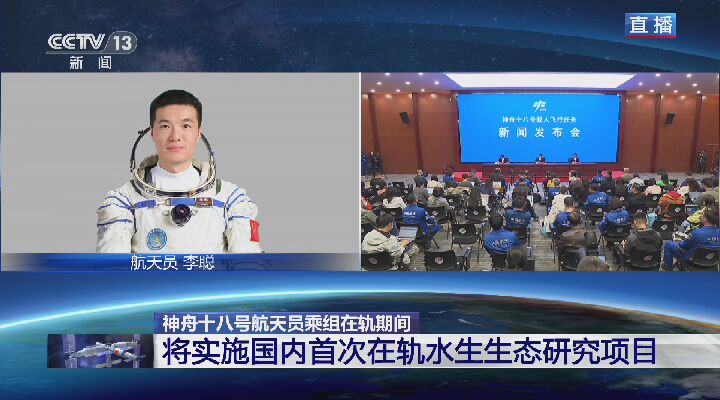 CCTV 13
新闻
直播
神舟十八号载人飞行任务
新闻发布会
航天员 李聪
神舟十八号航天员乘组在轨期间
将实施国内首次在轨水生生态研究项目